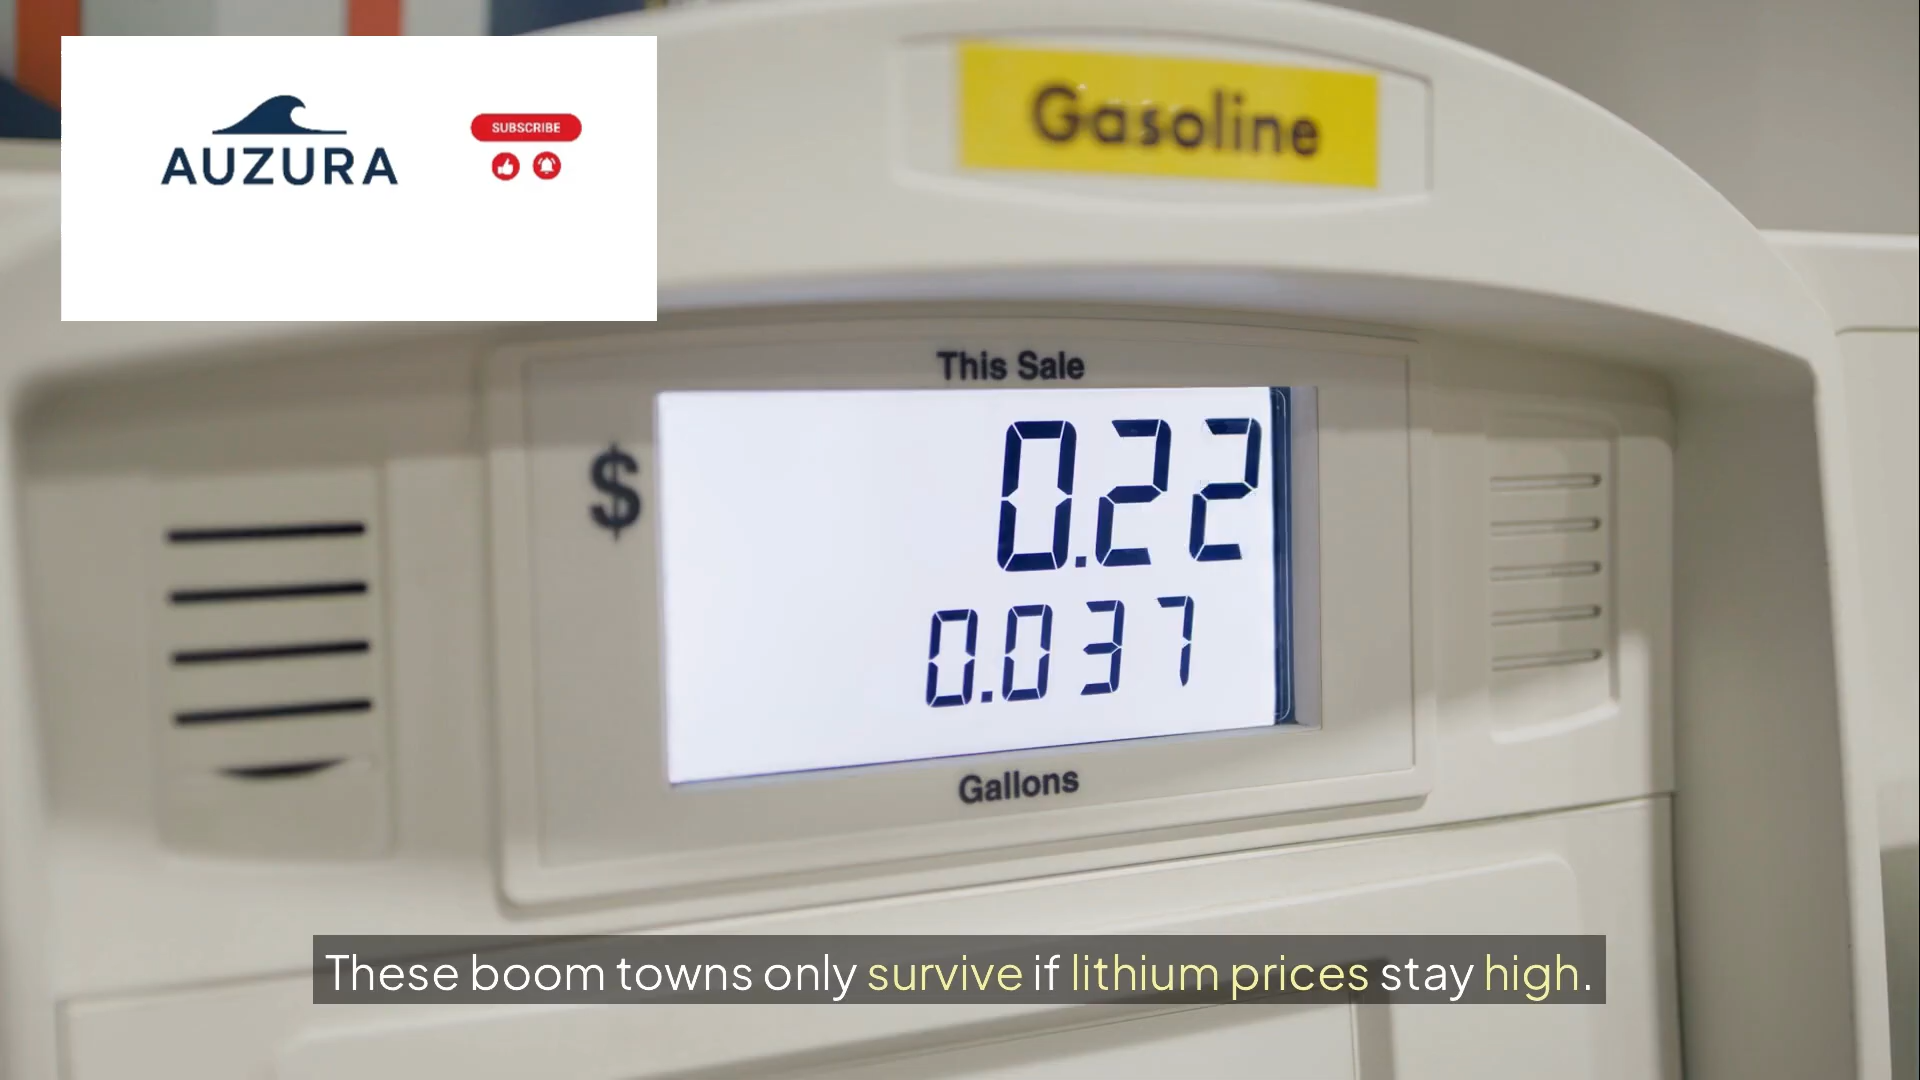 AUZURA
SUBSCRIBE
Gasoline
This Sale
$
0.22
0.037
Gallons
These boom towns only survive if lithium prices stay high.